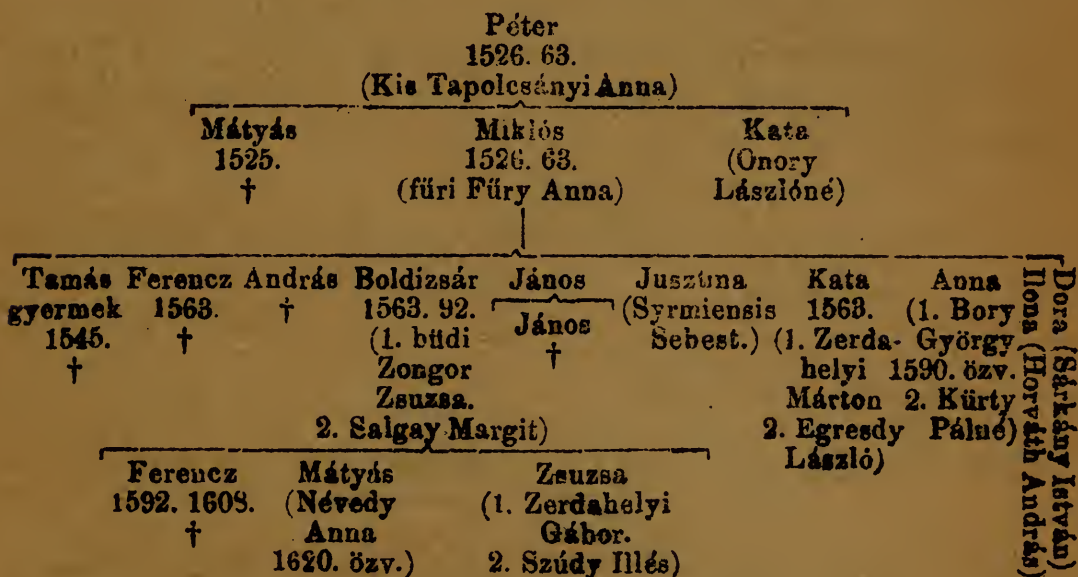 Péter
1526. 63.
(Kis Tapolcsányi Anna)
Mátyás Miklós Kata
1525. 1526. 63. (Onory
† (fűri Fűry Anna) Lászlóné)
Tamás Ferencz András Boldizsár János Jusztina Kata Anna
gyermek 1563. † 1563. 92. János (Syrmiensis 1563. (1. Bory
1545. † (1. büdi † Sebest.) (1. Zerda- György
† Zongor helyi 1590. özv.
Zsuzsa. Márton 2. Kürty
2. Salgay Margit) 2. Egresdy Pálné)
László)
Dora (Sárkány István)
Ilona (Horváth András)
Ferencz Mátyás Zsuzsa
1592. 1608. (Névedy (1. Zerdahelyi
† Anna Gábor.
1620. özv.) 2. Szúdy Illés)